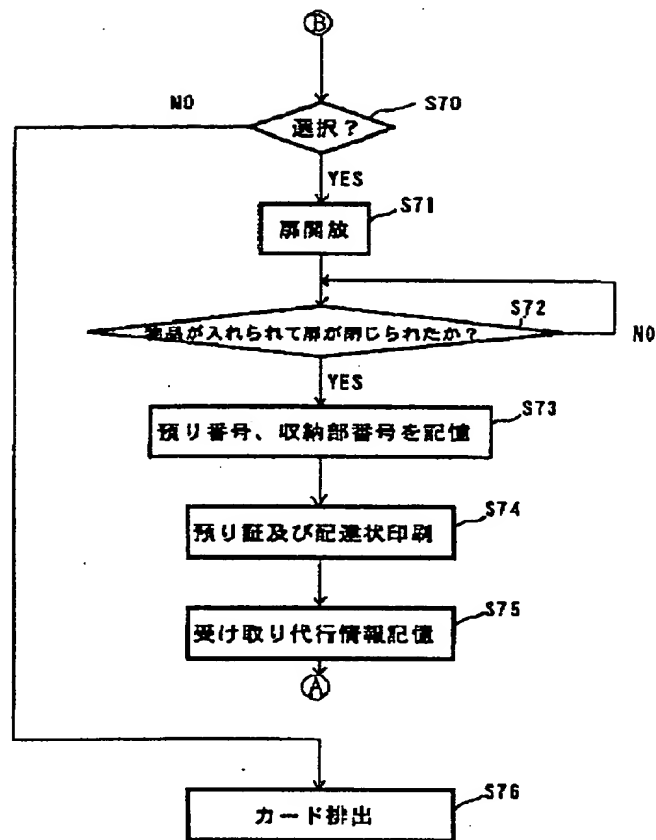 B
NO
S70
選択？
YES
S71
扉開放
S72
物品が入れられて扉が閉じられたか？
NO
YES
S73
預り番号、収納部番号を記憶
S74
預り証及び配達状印刷
S75
受け取り代行情報記憶
A
S76
カード排出